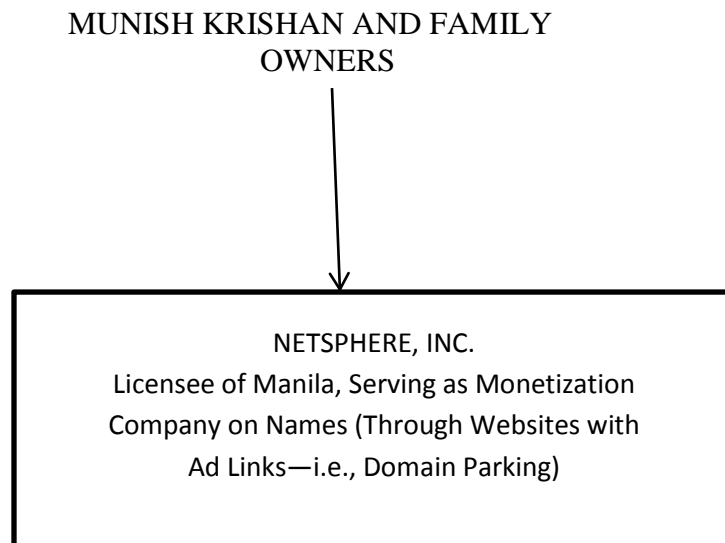 MUNISH KRISHAN AND FAMILY
OWNERS
NETSPHERE, INC.
Licensee of Manila, Serving as Monetization
Company on Names (Through Websites with
Ad Links—i.e., Domain Parking)